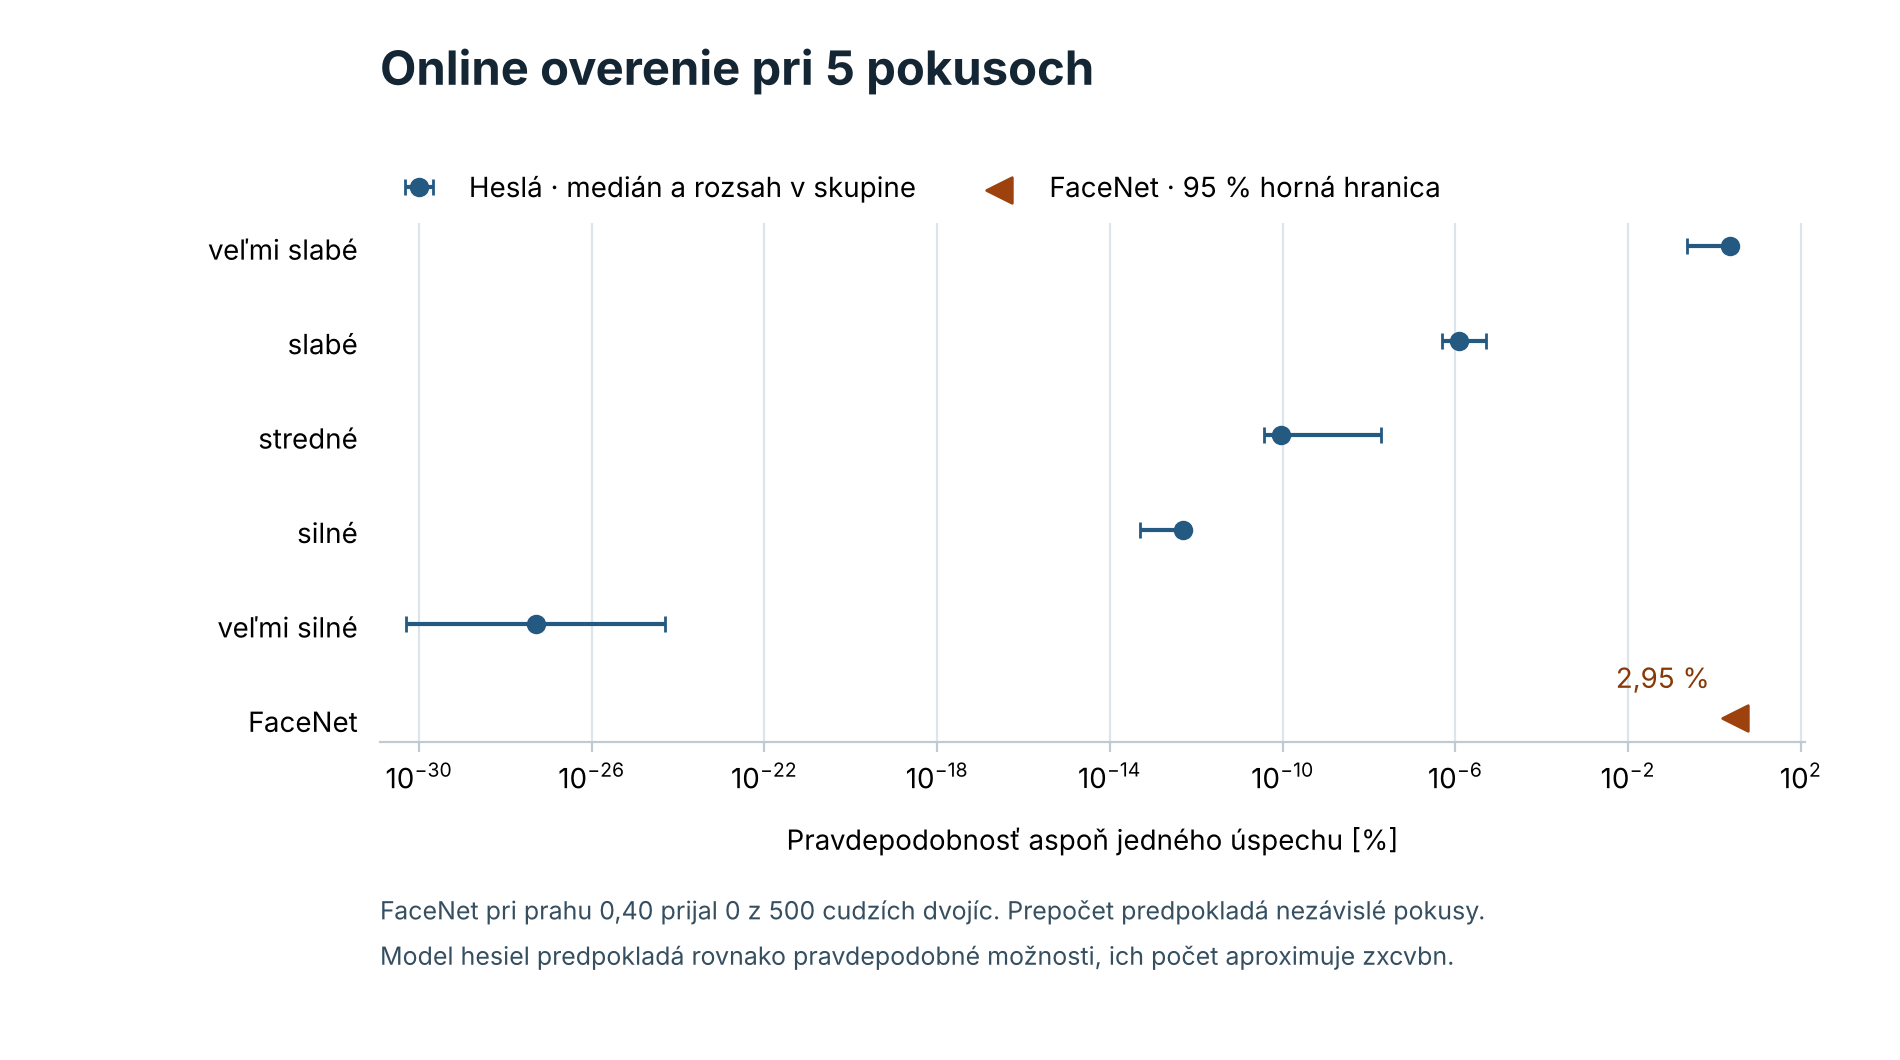 Online overenie pri 5 pokusoch
Heslá · medián a rozsah v skupine
FaceNet · 95 % horná hranica
veľmi slabé
slabé
stredné
silné
veľmi silné
2,95 %
FaceNet
10⁻³⁰ 10⁻²⁶ 10⁻²² 10⁻¹⁸ 10⁻¹⁴ 10⁻¹⁰ 10⁻⁶ 10⁻² 10²
Pravdepodobnosť aspoň jedného úspechu [%]
FaceNet pri prahu 0,40 prijal 0 z 500 cudzích dvojíc. Prepočet predpokladá nezávislé pokusy.
Model hesiel predpokladá rovnako pravdepodobné možnosti, ich počet aproximuje zxcvbn.